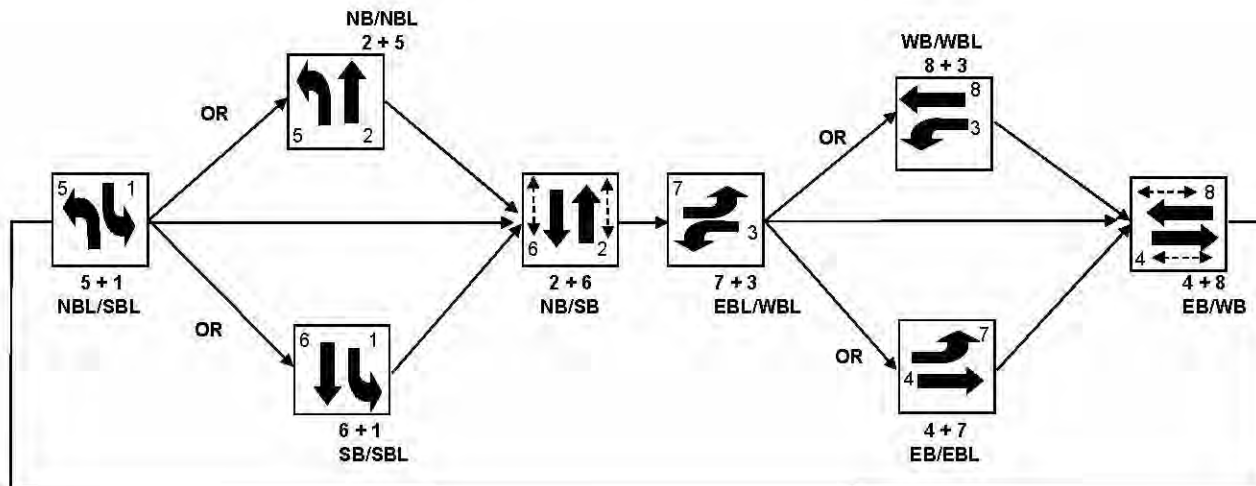 NB/NBL
2 + 5
5 2
OR
5 1
5 + 1
NBL/SBL
OR
6 1
6 + 1
SB/SBL
6 2
2 + 6
NB/SB
7 3
7 + 3
EBL/WBL
WB/WBL
8 + 3
8
3
OR
OR
7
4
4 + 7
EB/EBL
8
4
4 + 8
EB/WB